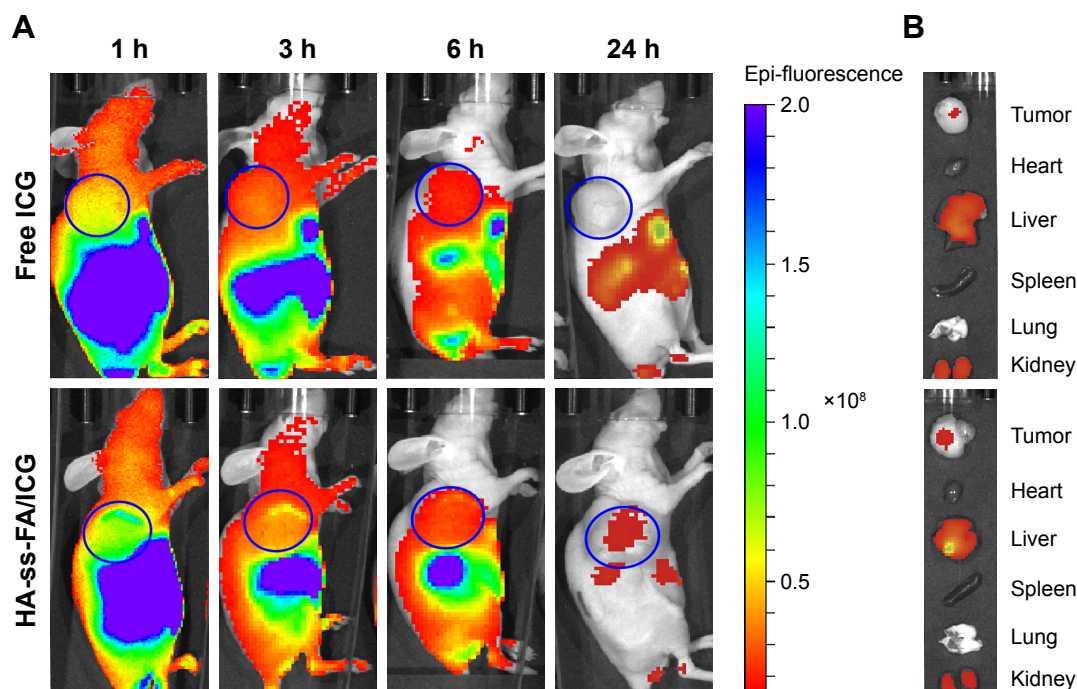 A
B
1 h
3 h
6 h
24 h
Epi-fluorescence
2.0
1.5
1.0
×10⁸
0.5
Free ICG
HA-ss-FA/ICG
Tumor
Heart
Liver
Spleen
Lung
Kidney
Tumor
Heart
Liver
Spleen
Lung
Kidney